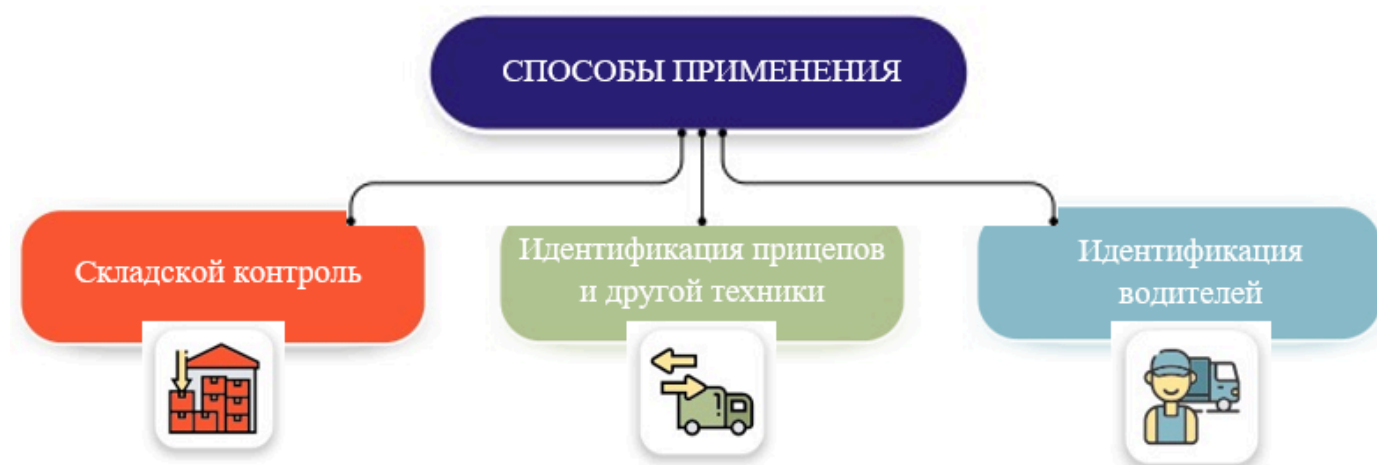 СПОСОБЫ ПРИМЕНЕНИЯ
Складской контроль
Идентификация прицепов
и другой техники
Идентификация
водителей